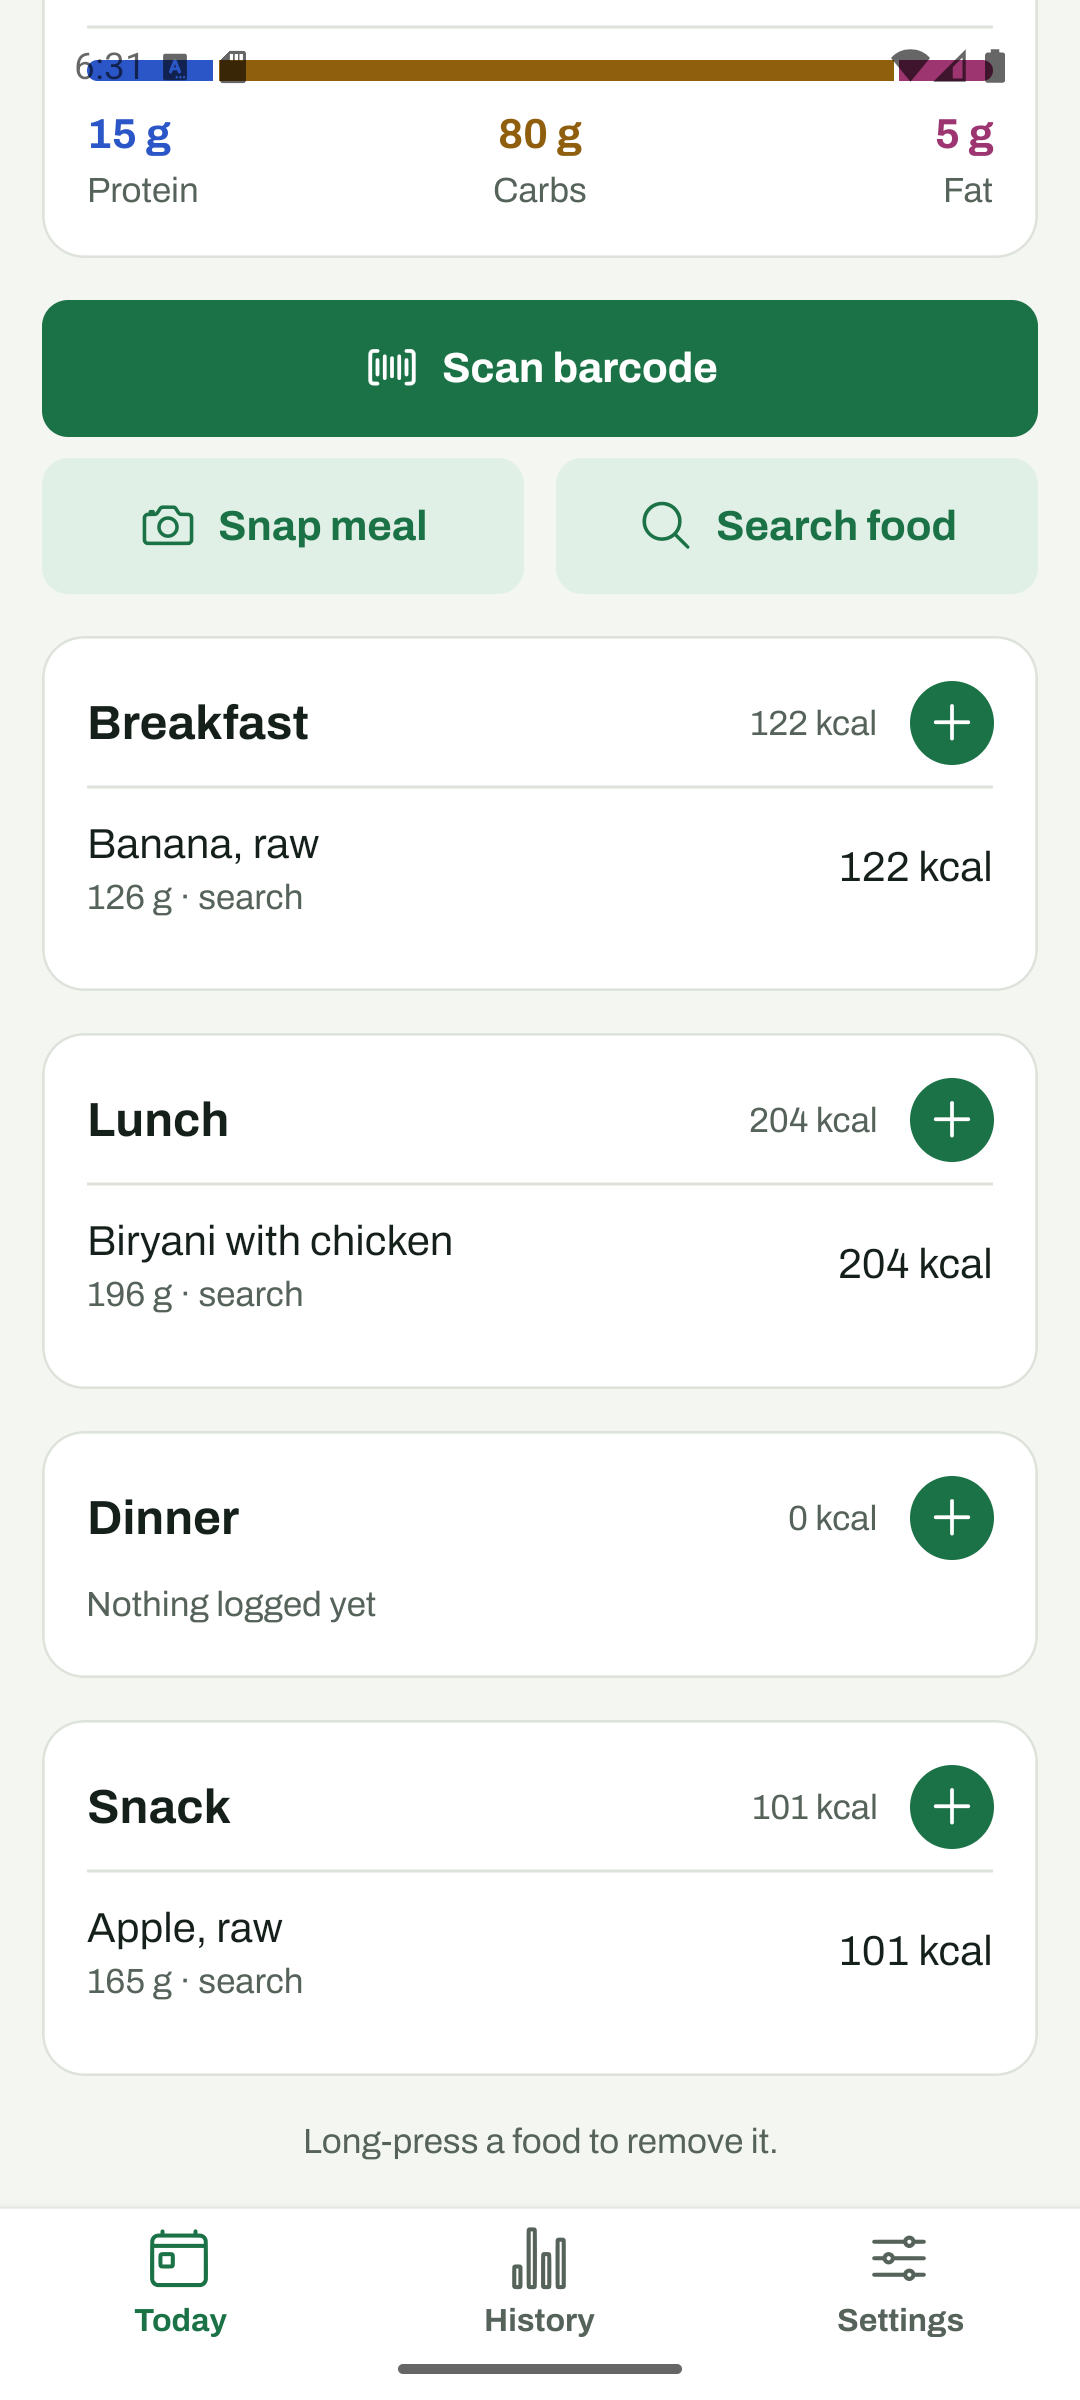 6:31
15 g
80 g
5 g
Protein
Carbs
Fat
Scan barcode
Snap meal
Search food
Breakfast
122 kcal
Banana, raw
122 kcal
126 g · search
Lunch
204 kcal
Biryani with chicken
204 kcal
196 g · search
Dinner
0 kcal
Nothing logged yet
Snack
101 kcal
Apple, raw
101 kcal
165 g · search
Long-press a food to remove it.
Today
History
Settings